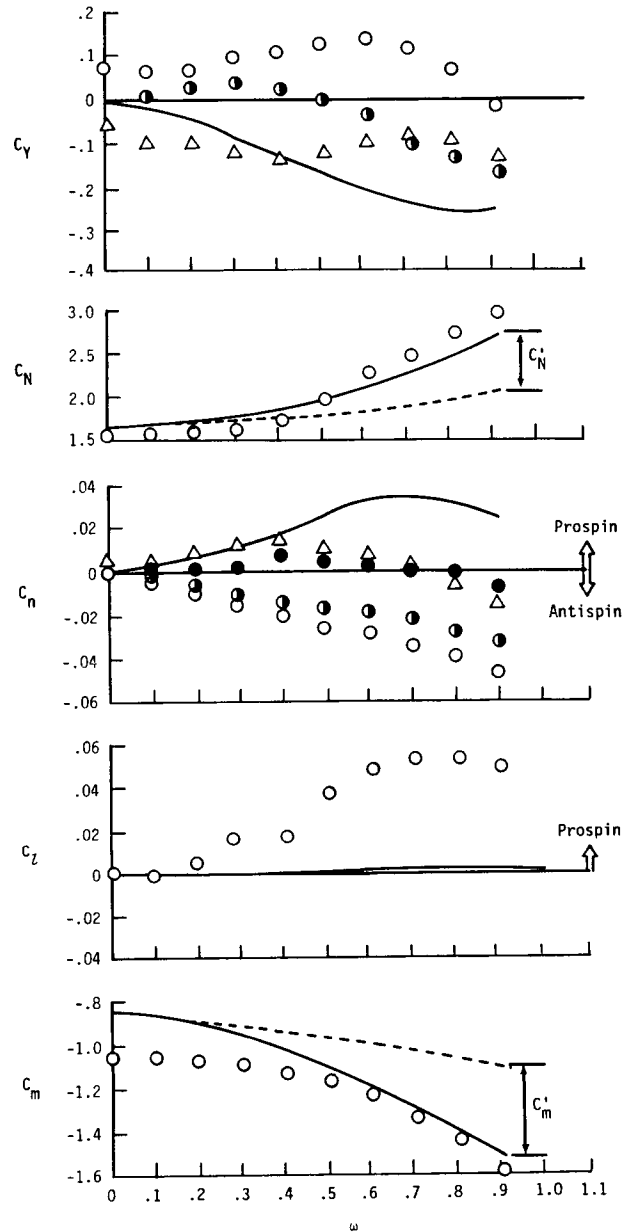 .2
.1
0
-.1
-.2
-.3
-.4
C_Y
3.0
2.5
2.0
1.5
C_N
C'_N
.04
.02
0
-.02
-.04
-.06
C_n
Prospin
Antispin
.06
.04
.02
0
-.02
-.04
C_l
Prospin
-.8
-1.0
-1.2
-1.4
-1.6
C_m
C'_m
0 .1 .2 .3 .4 .5 .6 .7 .8 .9 1.0 1.1
ω